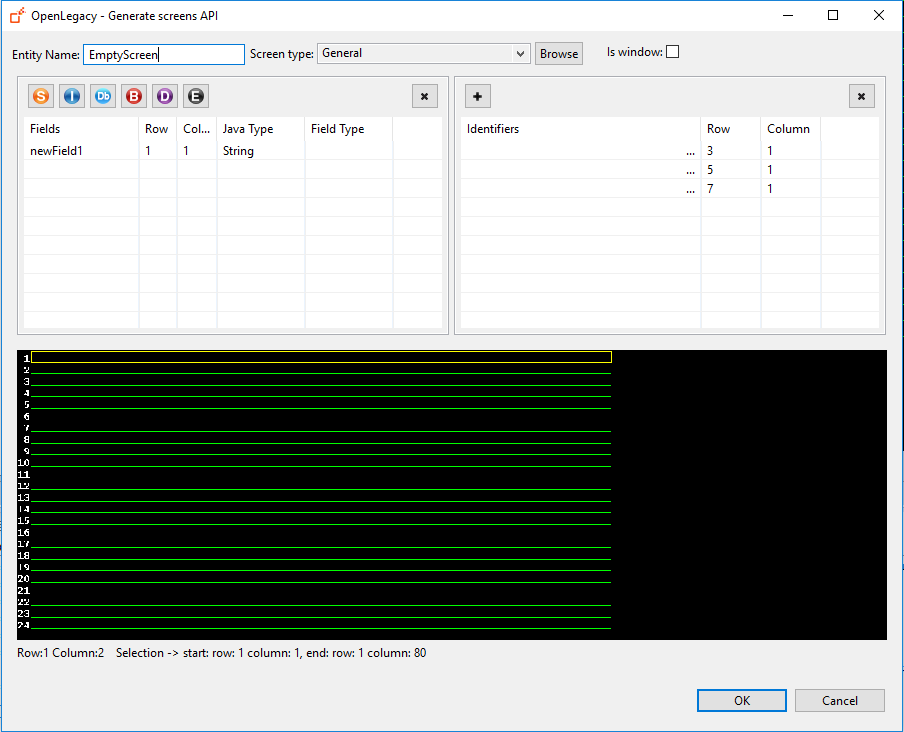 OpenLegacy - Generate screens API
Entity Name: EmptyScreen Screen type: General Browse Is window:
S I Db B D E
Fields Row Col... Java Type Field Type
newField1 1 1 String
Identifiers Row Column
... 3 1
... 5 1
... 7 1
1
2
3
4
5
6
7
8
9
10
11
12
13
14
15
16
17
18
19
20
21
22
23
24
Row:1 Column:2 Selection -> start: row: 1 column: 1, end: row: 1 column: 80
OK Cancel